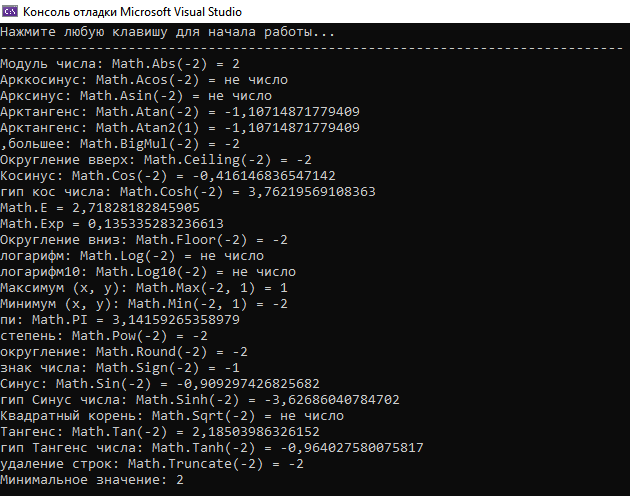 C:\ Консоль отладки Microsoft Visual Studio
Нажмите любую клавишу для начала работы...
------------------------------------------------------------------------------
Модуль числа: Math.Abs(-2) = 2
Арккосинус: Math.Acos(-2) = не число
Арксинус: Math.Asin(-2) = не число
Арктангенс: Math.Atan(-2) = -1,10714871779409
Арктангенс: Math.Atan2(1) = -1,10714871779409
,большее: Math.BigMul(-2) = -2
Округление вверх: Math.Ceiling(-2) = -2
Косинус: Math.Cos(-2) = -0,416146836547142
гип кос числа: Math.Cosh(-2) = 3,76219569108363
Math.E = 2,71828182845905
Math.Exp = 0,135335283236613
Округление вниз: Math.Floor(-2) = -2
логарифм: Math.Log(-2) = не число
логарифм10: Math.Log10(-2) = не число
Максимум (x, y): Math.Max(-2, 1) = 1
Минимум (x, y): Math.Min(-2, 1) = -2
пи: Math.PI = 3,14159265358979
степень: Math.Pow(-2) = -2
округление: Math.Round(-2) = -2
знак числа: Math.Sign(-2) = -1
Синус: Math.Sin(-2) = -0,909297426825682
гип Синус числа: Math.Sinh(-2) = -3,62686040784702
Квадратный корень: Math.Sqrt(-2) = не число
Тангенс: Math.Tan(-2) = 2,18503986326152
гип Тангенс числа: Math.Tanh(-2) = -0,964027580075817
удаление строк: Math.Truncate(-2) = -2
Минимальное значение: 2